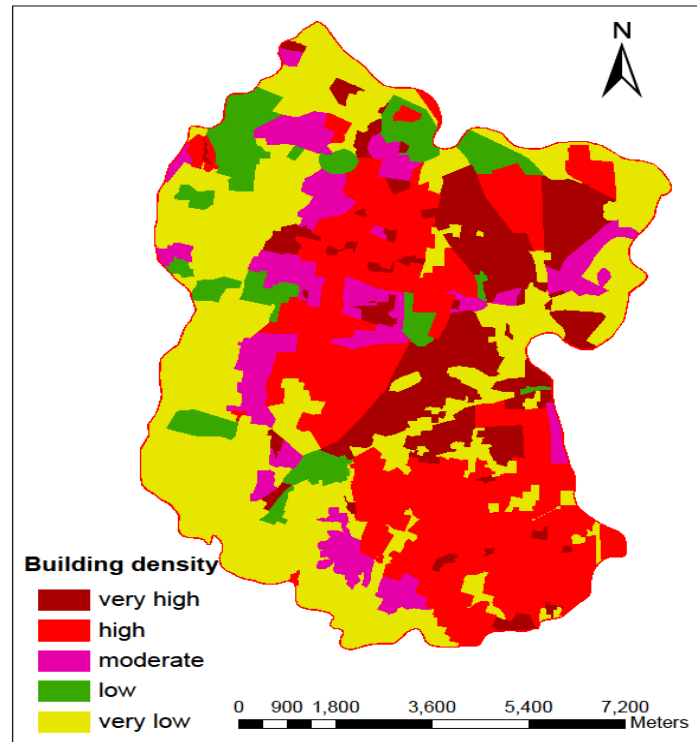 N
Building density
very high
high
moderate
low
very low
0 900 1,800 3,600 5,400 7,200
Meters